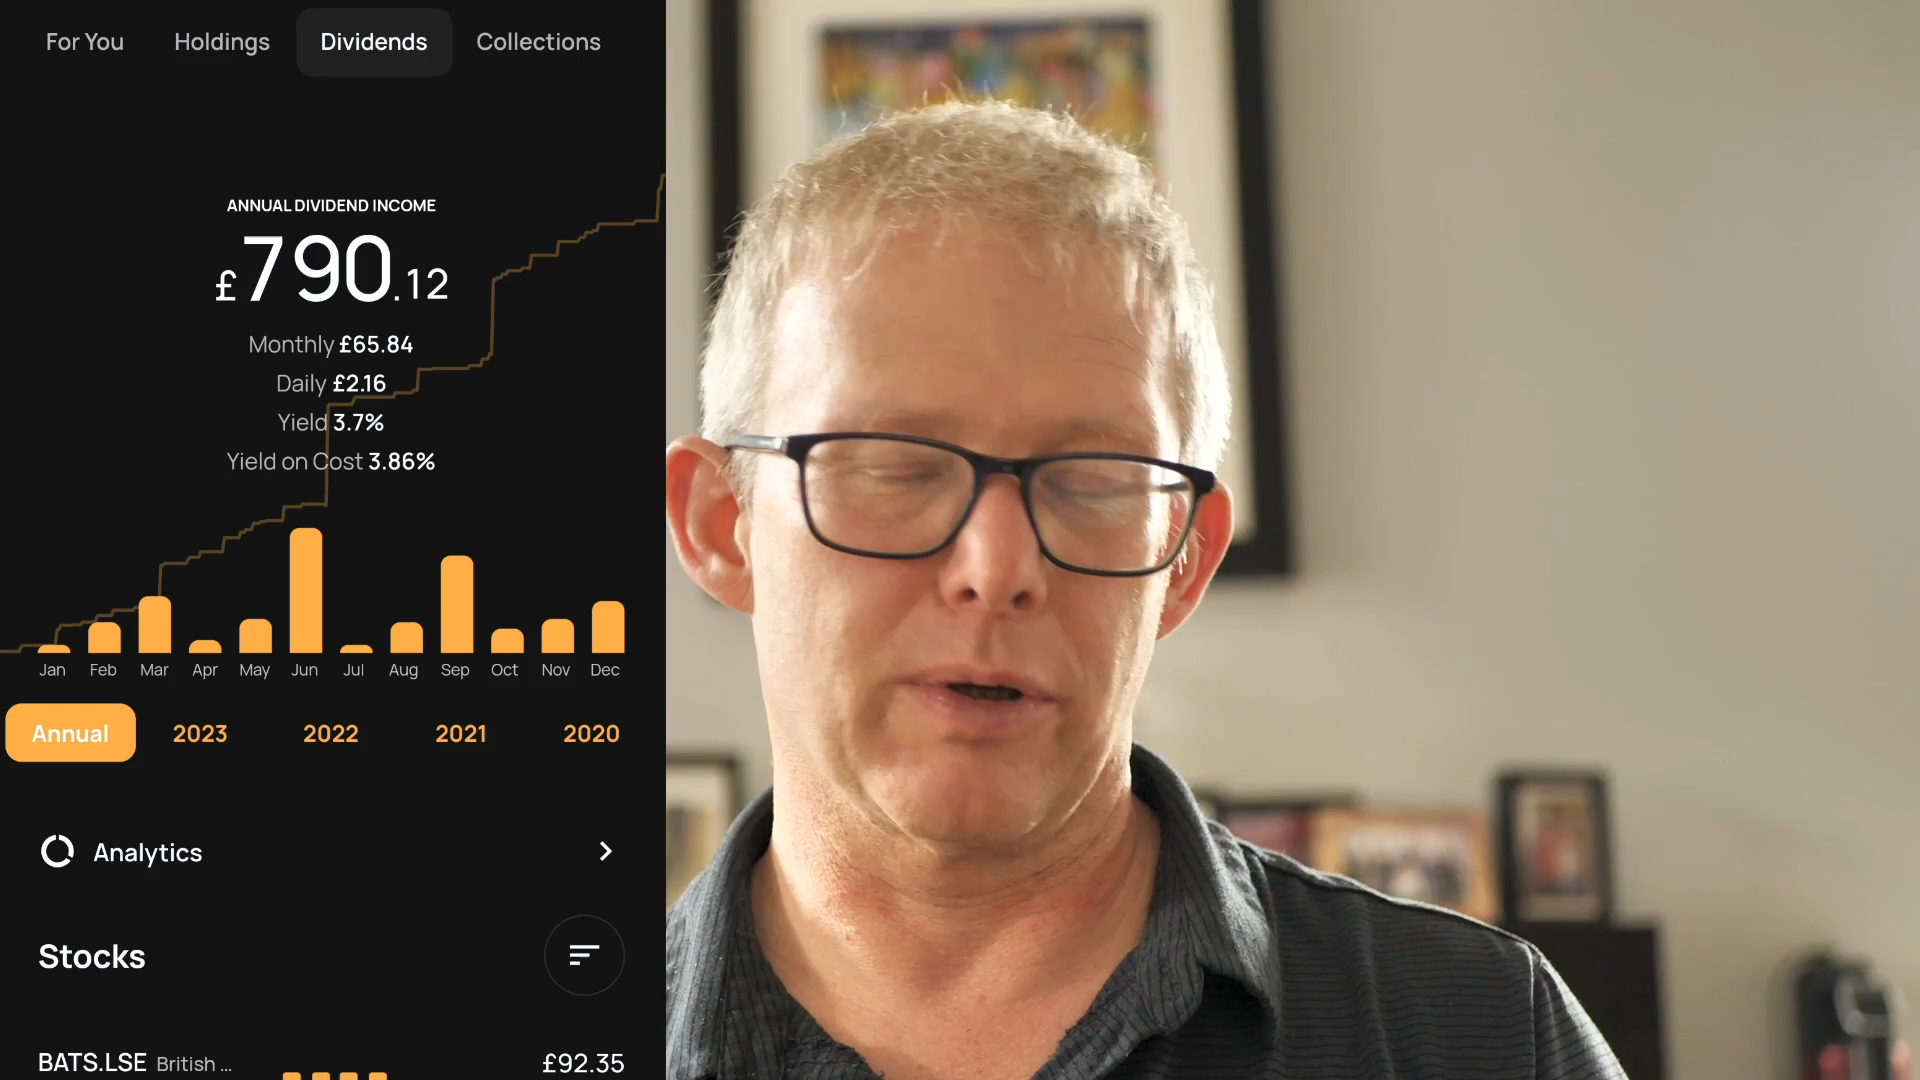 For You Holdings Dividends Collections
ANNUAL DIVIDEND INCOME
£790.12
Monthly £65.84
Daily £2.16
Yield 3.7%
Yield on Cost 3.86%
Jan Feb Mar Apr May Jun Jul Aug Sep Oct Nov Dec
Annual 2023 2022 2021 2020
Analytics
Stocks
BATS.LSE British ... £92.35